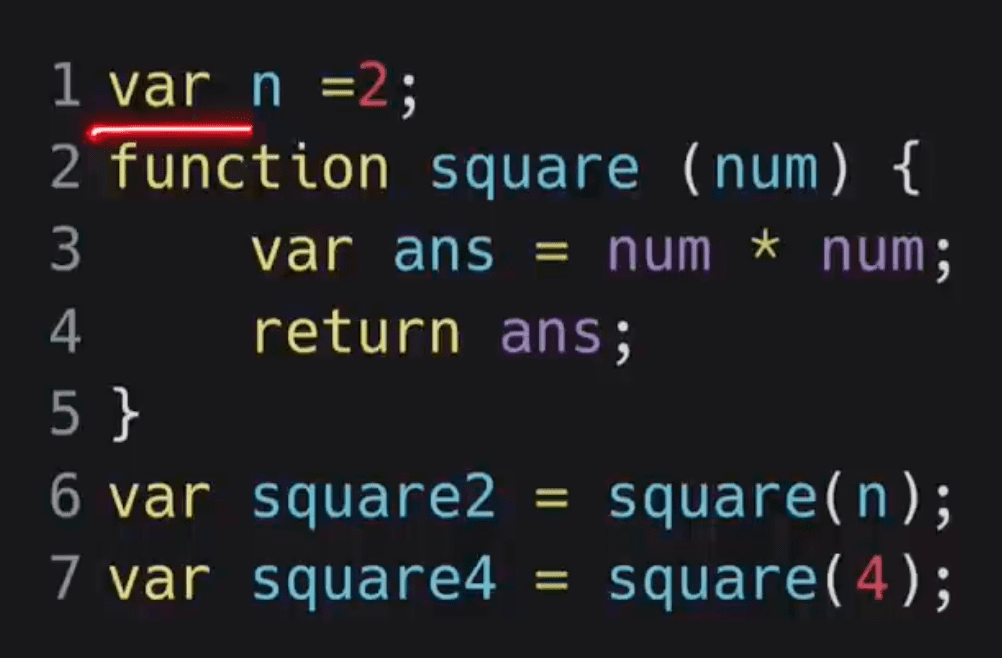 1 var n =2;
2 function square (num) {
3     var ans = num * num;
4     return ans;
5 }
6 var square2 = square(n);
7 var square4 = square(4);